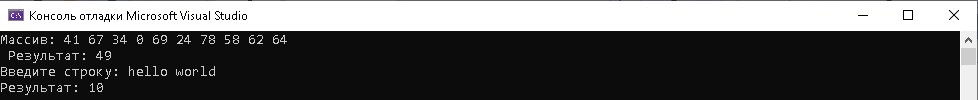 Консоль отладки Microsoft Visual Studio
Массив: 41 67 34 0 69 24 78 58 62 64
Результат: 49
Введите строку: hello world
Результат: 10